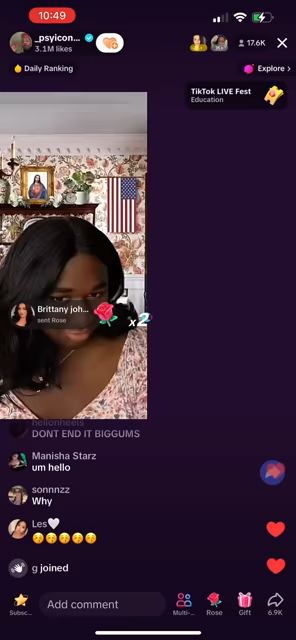 10:49
_psyicon...
3.1M likes
17.6K
Daily Ranking
Explore >
TikTok LIVE Fest
Education
Brittany joh...
sent Rose
x2
hellonheels
DONT END IT BIGGUMS
Manisha Starz
um hello
sonnnzz
Why
Les🤍
😚😚😚😚😚
g joined
Subsc...
Add comment
Multi-...
Rose
Gift
6.9K